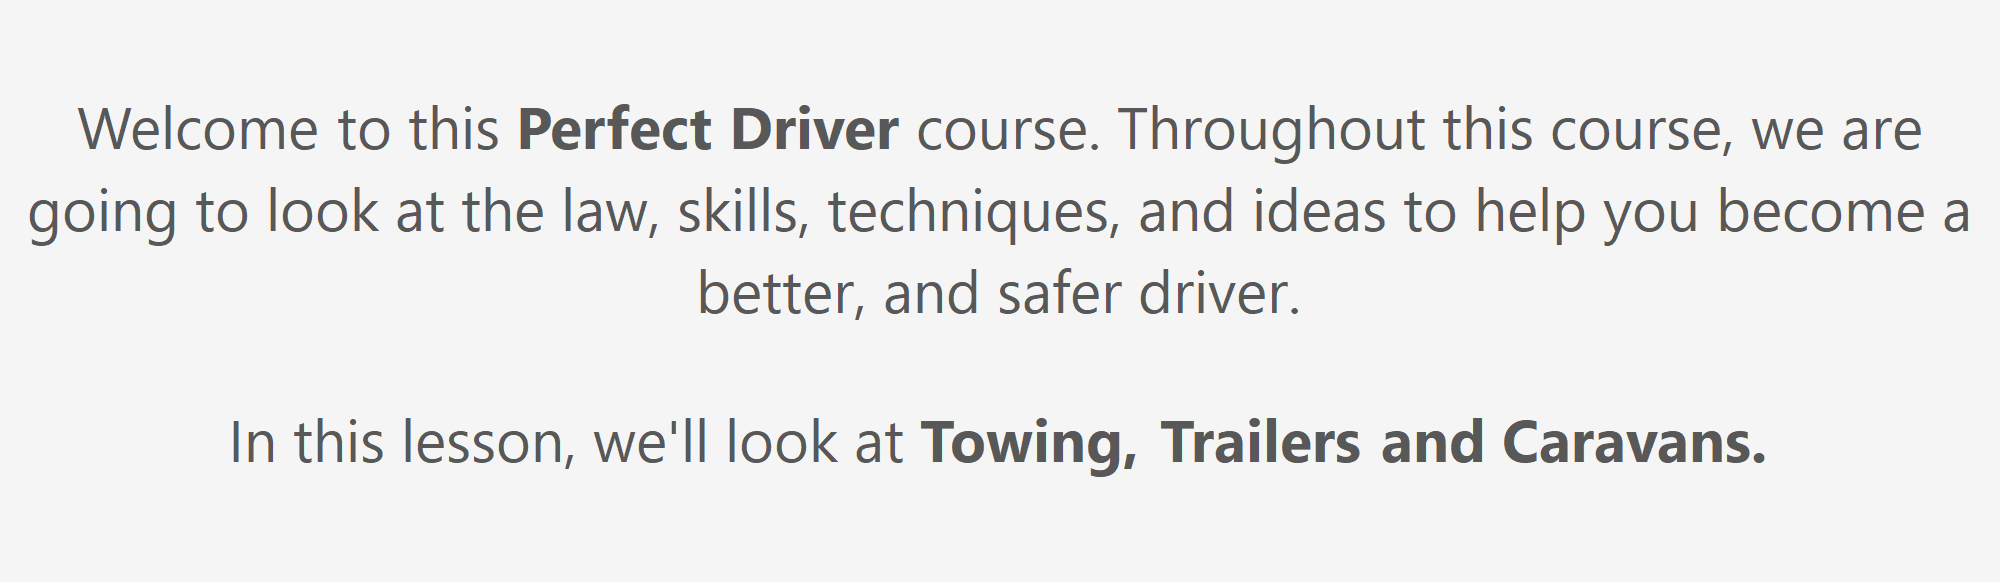 Welcome to this Perfect Driver course. Throughout this course, we are
going to look at the law, skills, techniques, and ideas to help you become a
better, and safer driver.
In this lesson, we'll look at Towing, Trailers and Caravans.